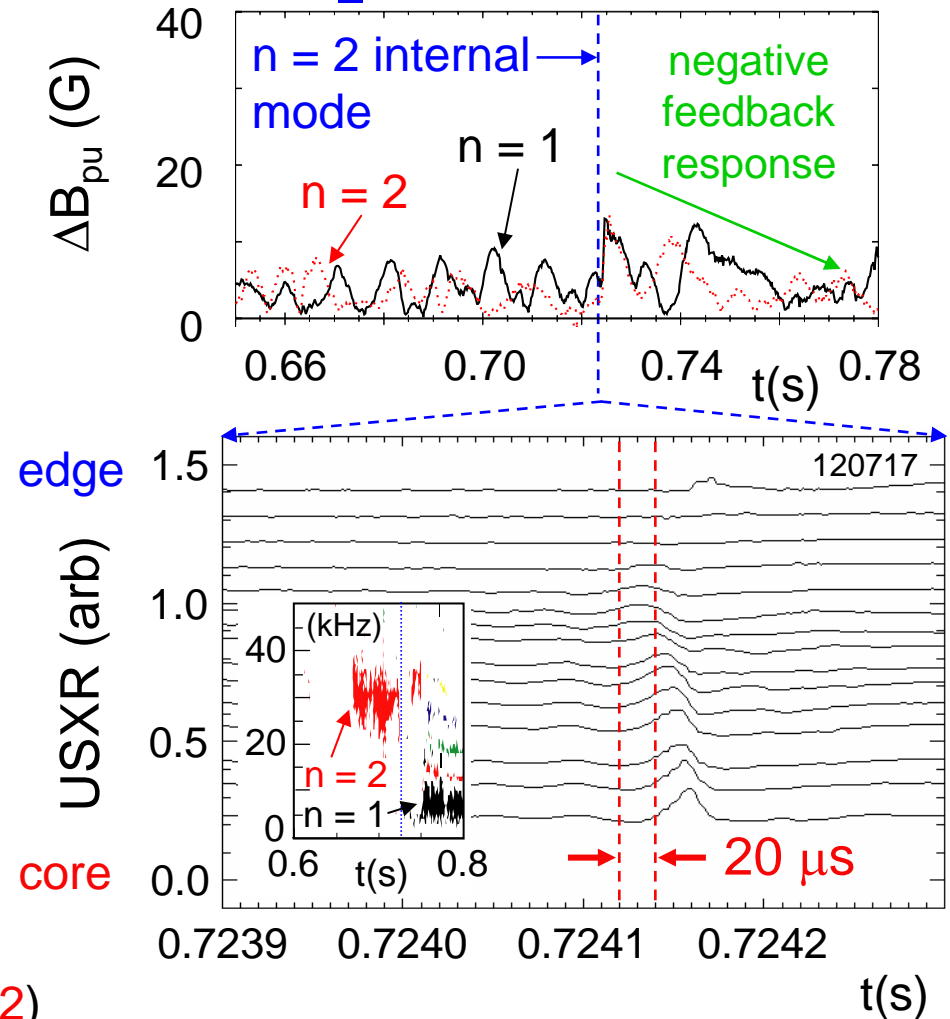 40
20
0
ΔB_pu (G)
n = 2 internal
mode
n = 1
n = 2
negative
feedback
response
0.66 0.70 0.74 0.78
t(s)
edge
core
USXR (arb)
1.5
1.0
0.5
0.0
120717
(kHz)
40
20
0
n = 2
n = 1
0.6 0.8
t(s)
20 μs
0.7239 0.7240 0.7241 0.7242
t(s)
2)